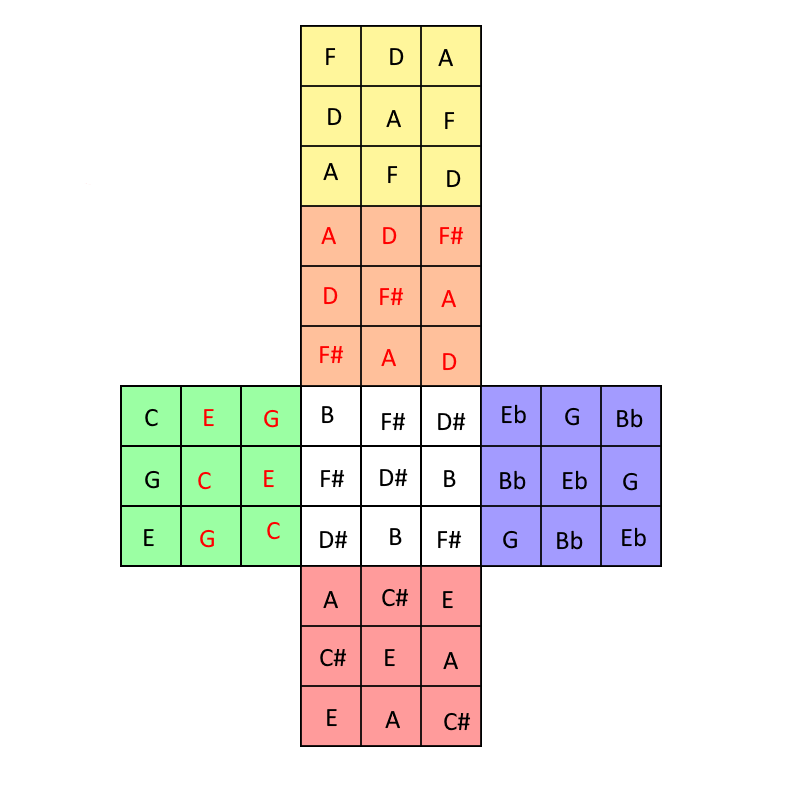 F D A
D A F
A F D
A D F#
D F# A
F# A D
C E G B F# D# Eb G Bb
G C E F# D# B Bb Eb G
E G C D# B F# G Bb Eb
A C# E
C# E A
E A C#